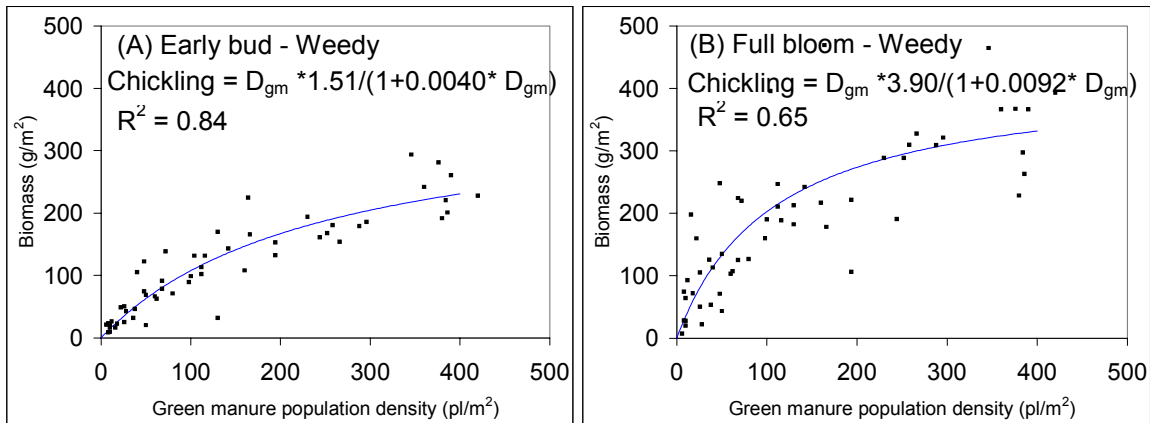 (A) Early bud - Weedy
Chickling = Dgm *1.51/(1+0.0040* Dgm)
R2 = 0.84
Biomass (g/m2)
500
400
300
200
100
0
0 100 200 300 400 500
Green manure population density (pl/m2)
(B) Full bloom - Weedy
Chickling = Dgm *3.90/(1+0.0092* Dgm)
R2 = 0.65
Biomass (g/m2)
500
400
300
200
100
0
0 100 200 300 400 500
Green manure population density (pl/m2)